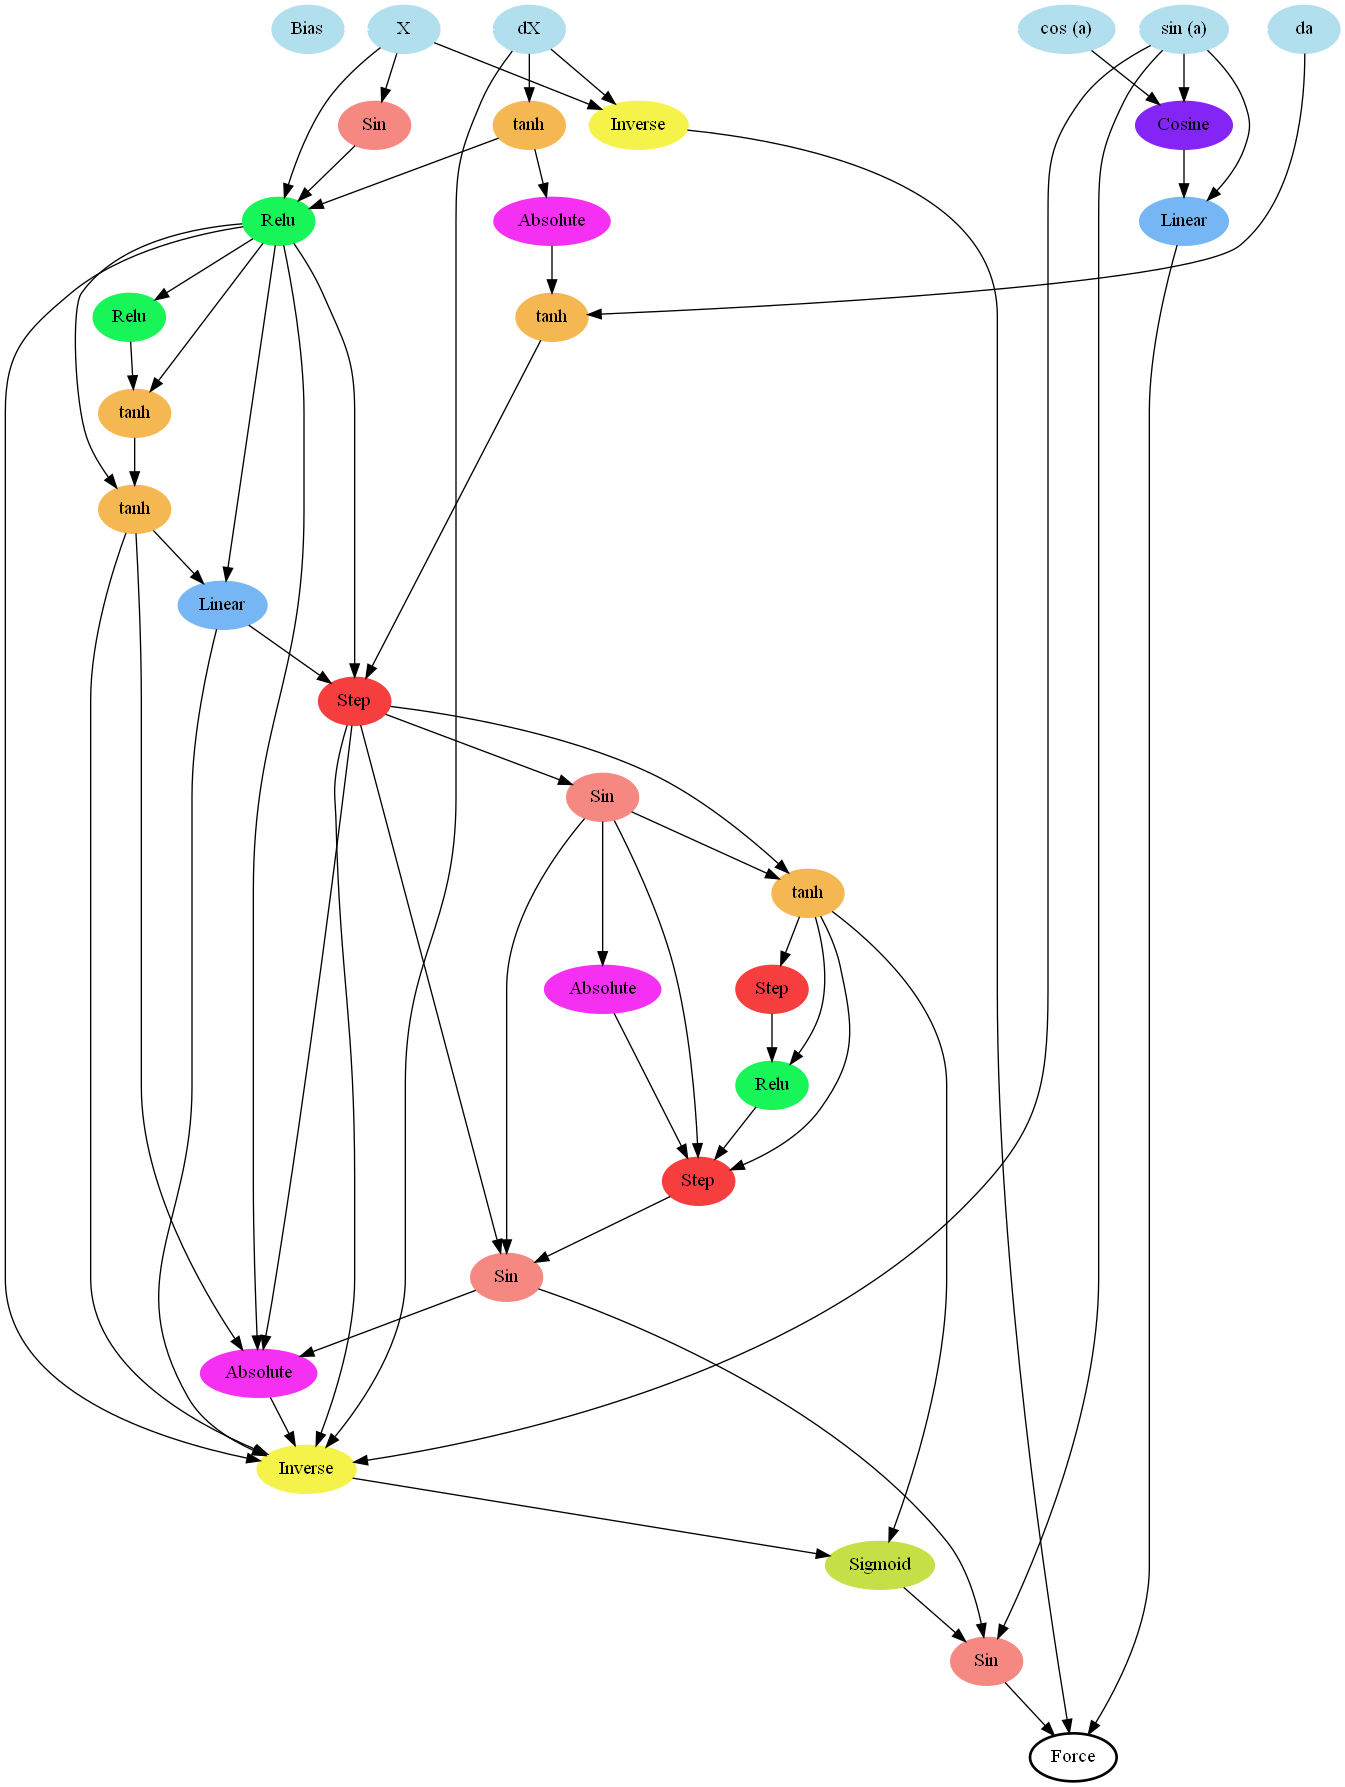 Bias
X
dX
cos (a)
sin (a)
da
Sin
tanh
Inverse
Cosine
Relu
Absolute
Linear
Relu
tanh
tanh
tanh
Linear
Step
Sin
tanh
Absolute
Step
Relu
Step
Sin
Absolute
Inverse
Sigmoid
Sin
Force